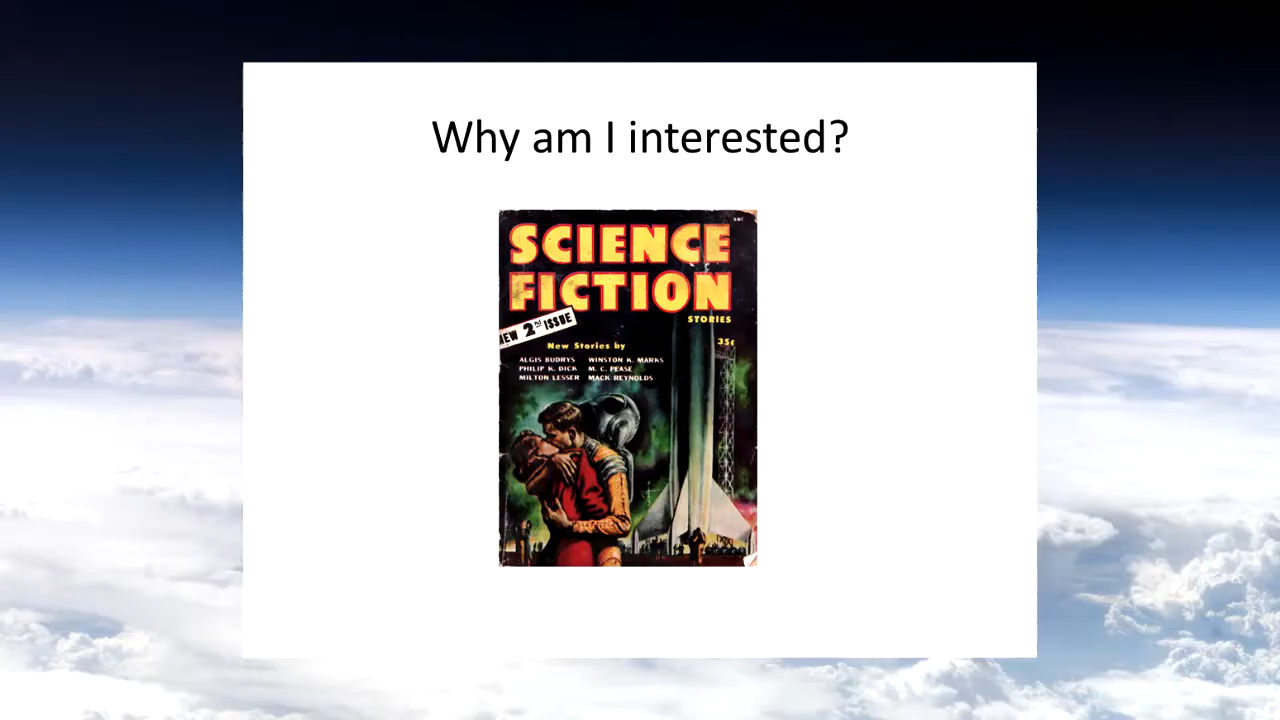 Why am I interested?
SCIENCE
FICTION
STORIES
NEW 2nd ISSUE
35¢
New Stories by
ALGIS BUDRYS WINSTON K. MARKS
PHILIP K. DICK M. C. PEASE
MILTON LESSER MACK REYNOLDS